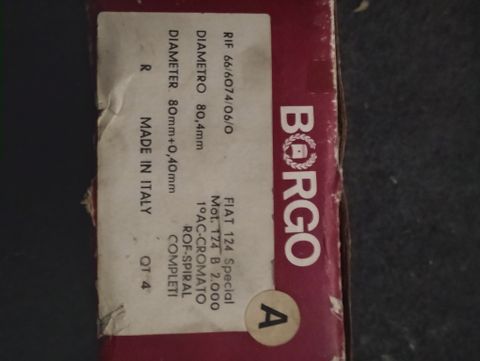 BORGO
RIF 66/6074/06/0
DIAMETRO 80,4mm
DIAMETER 80mm+0,40mm
R MADE IN ITALY QT 4
FIAT 124 Special
Mot. 124 B 2.000
1°AC-CROMATO
ROF-SPIRAL
COMPLETI
A